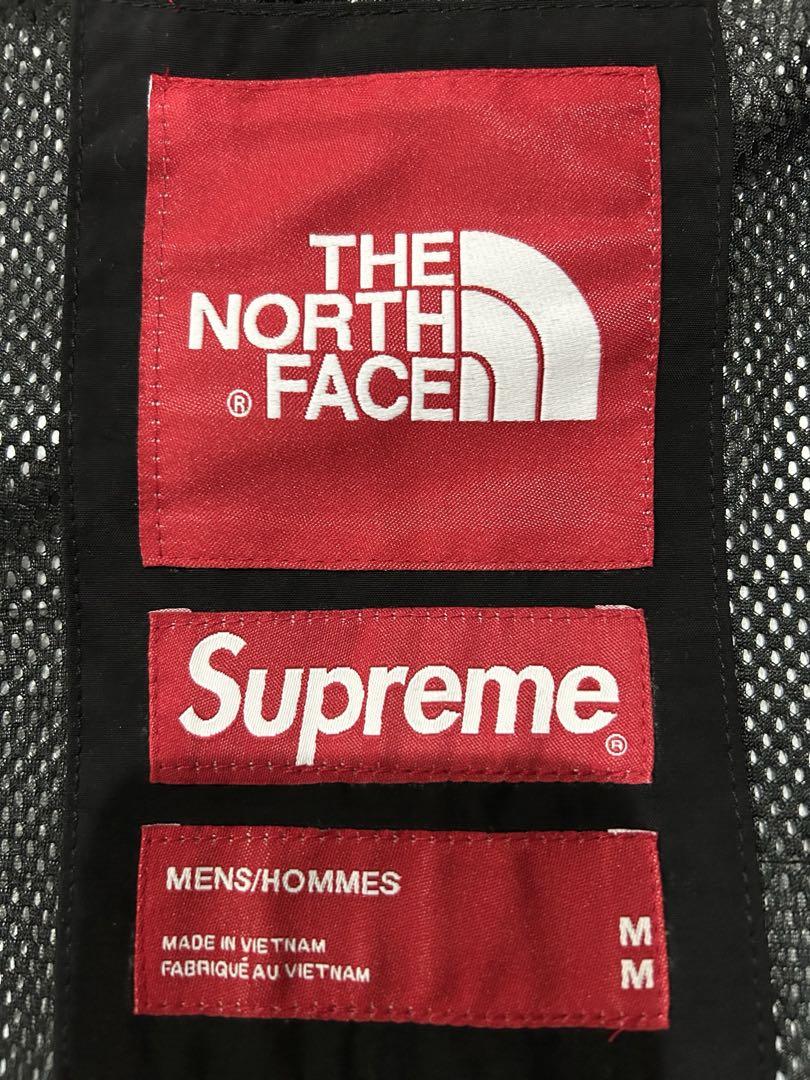 THE
NORTH
FACE
®
Supreme
®
MENS/HOMMES
MADE IN VIETNAM M
FABRIQUÉ AU VIETNAM M